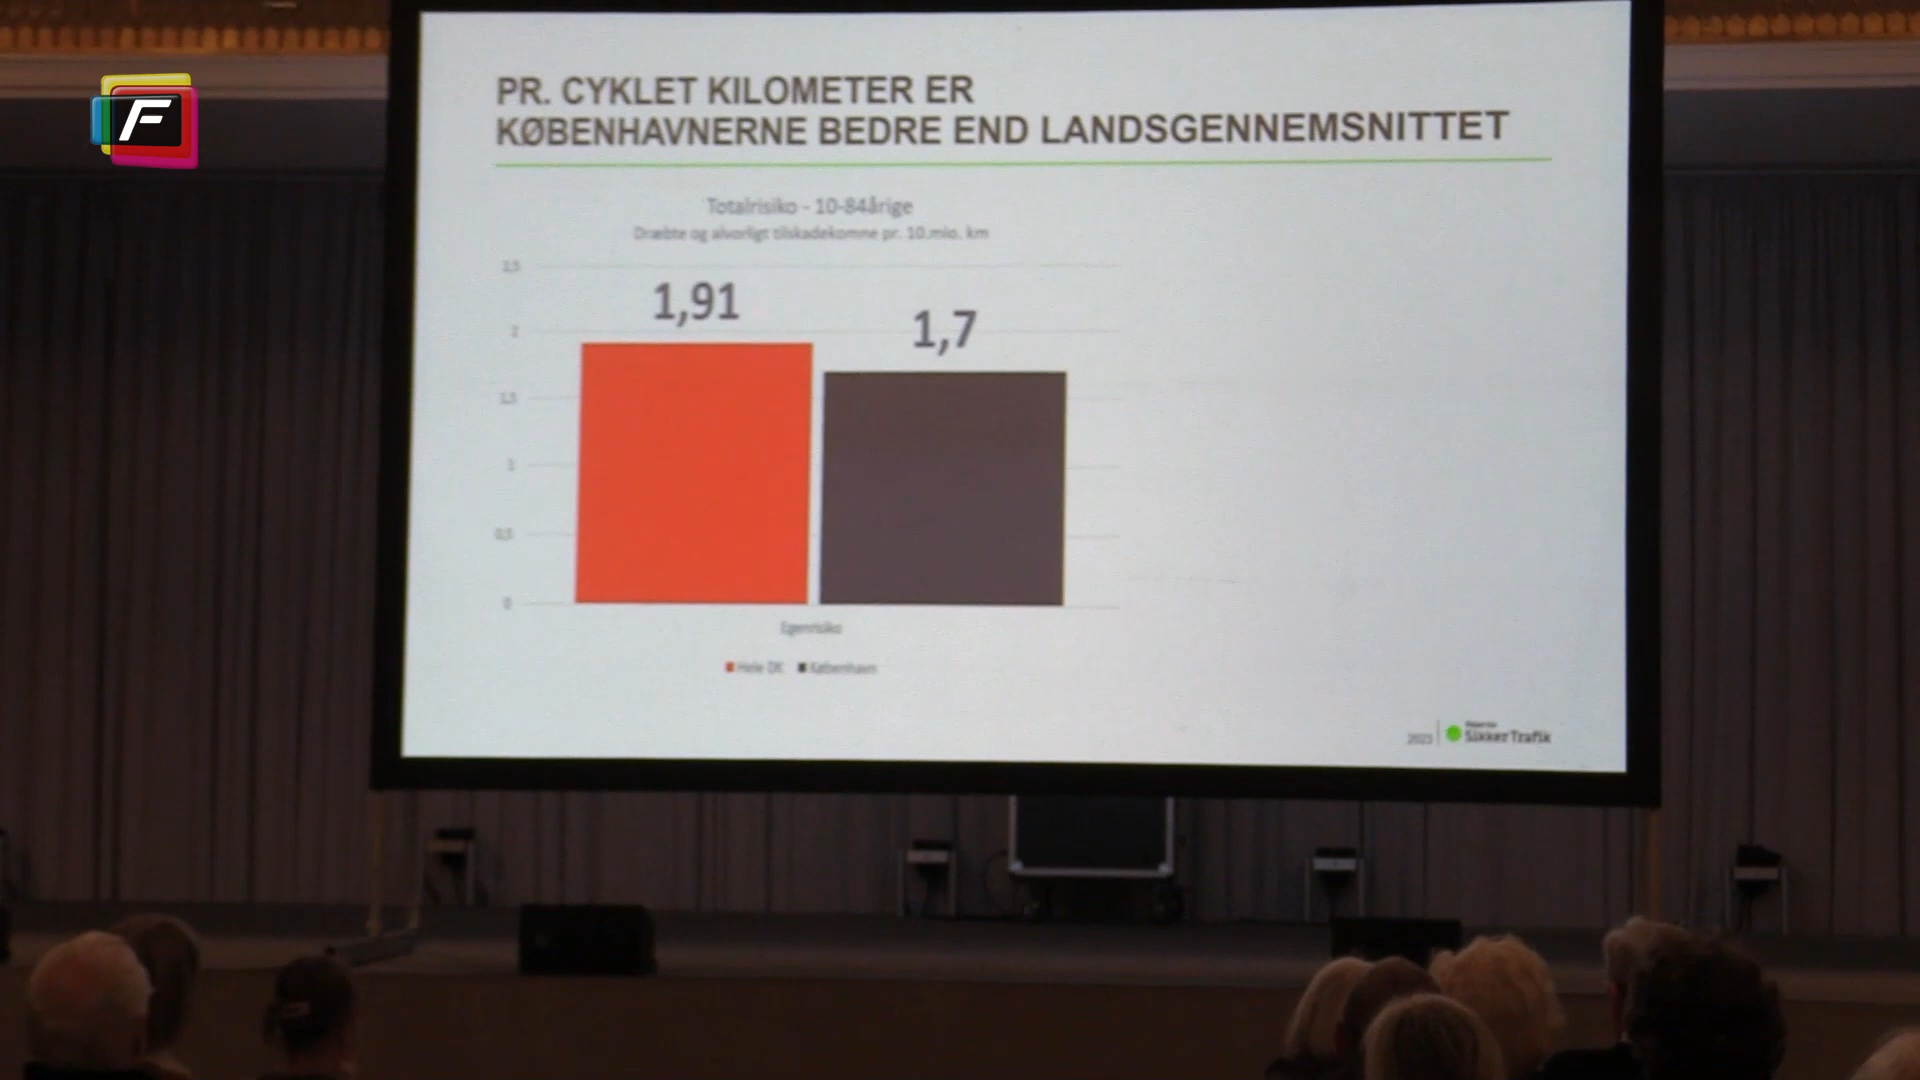 F
PR. CYKLET KILOMETER ER
KØBENHAVNERNE BEDRE END LANDSGENNEMSNITTET
Totalrisiko - 10-84årige
Dræbte og alvorligt tilskadekomne pr. 10.mio. km
2,5
1,91
2
1,7
1,5
1
0,5
0
Egenrisiko
Hele DK København
2023
Sikker Trafik